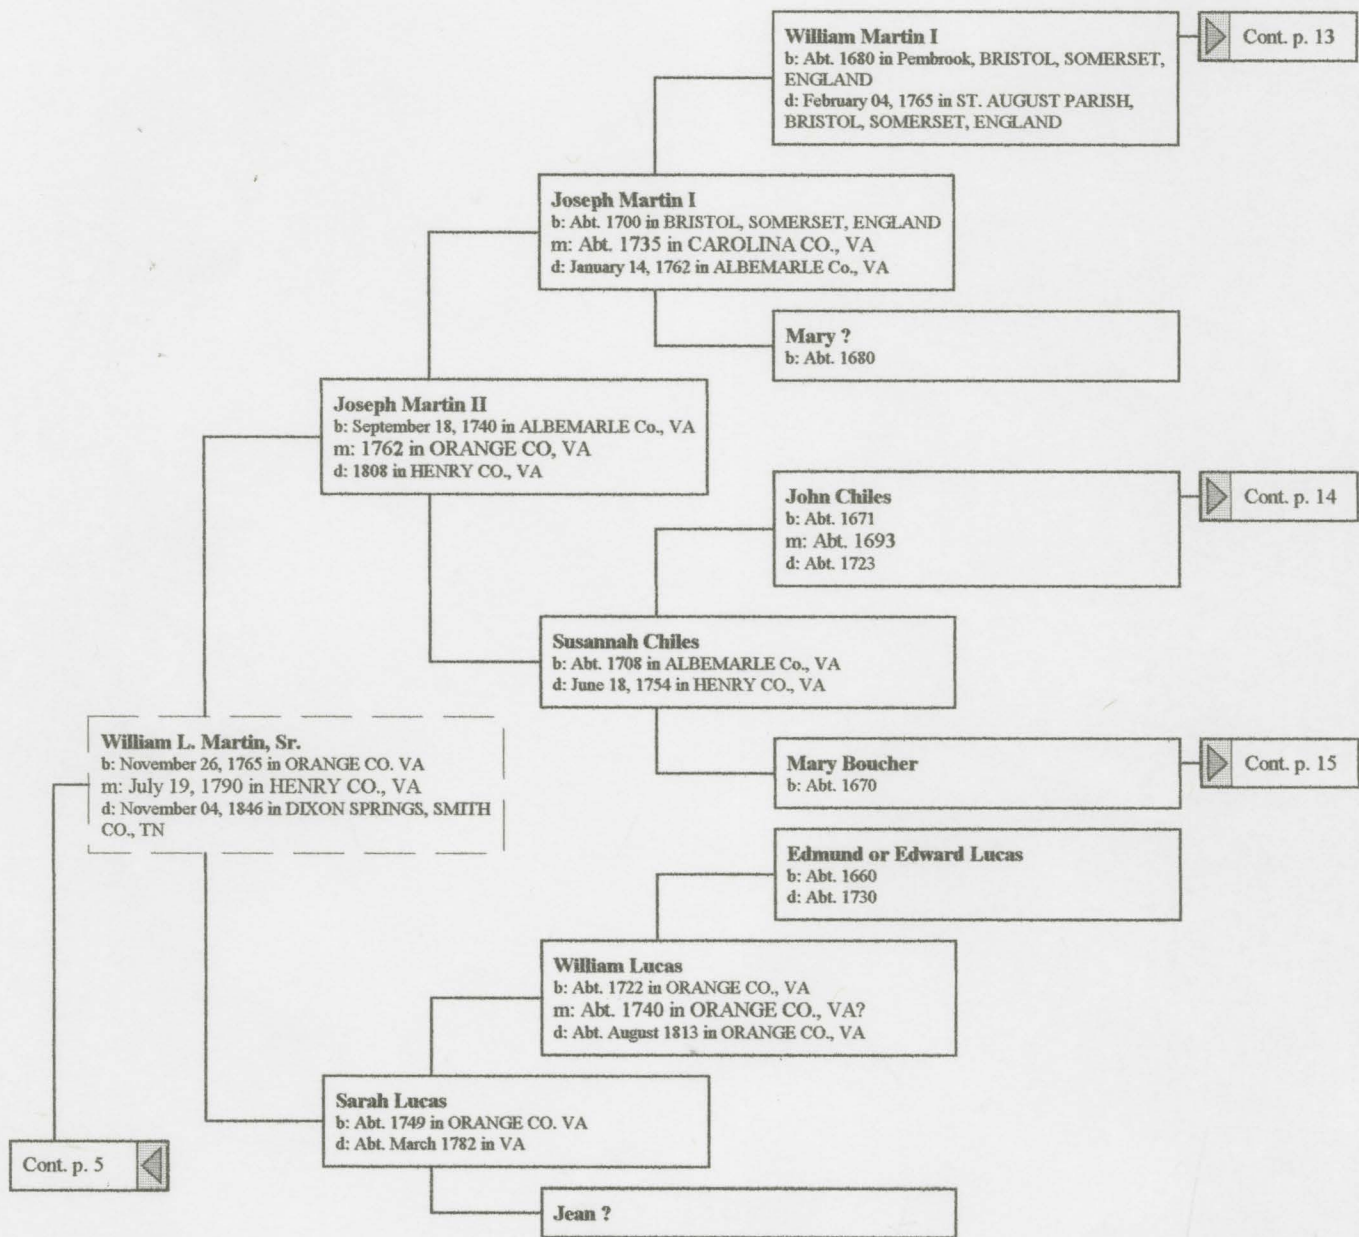 William Martin I
b: Abt. 1680 in Pembrook, BRISTOL, SOMERSET,
ENGLAND
d: February 04, 1765 in ST. AUGUST PARISH,
BRISTOL, SOMERSET, ENGLAND
Cont. p. 13
Joseph Martin I
b: Abt. 1700 in BRISTOL, SOMERSET, ENGLAND
m: Abt. 1735 in CAROLINA CO., VA
d: January 14, 1762 in ALBEMARLE Co., VA
Mary ?
b: Abt. 1680
Joseph Martin II
b: September 18, 1740 in ALBEMARLE Co., VA
m: 1762 in ORANGE CO, VA
d: 1808 in HENRY CO., VA
John Chiles
b: Abt. 1671
m: Abt. 1693
d: Abt. 1723
Cont. p. 14
Susannah Chiles
b: Abt. 1708 in ALBEMARLE Co., VA
d: June 18, 1754 in HENRY CO., VA
William L. Martin, Sr.
b: November 26, 1765 in ORANGE CO. VA
m: July 19, 1790 in HENRY CO., VA
d: November 04, 1846 in DIXON SPRINGS, SMITH
CO., TN
Mary Boucher
b: Abt. 1670
Cont. p. 15
Edmund or Edward Lucas
b: Abt. 1660
d: Abt. 1730
William Lucas
b: Abt. 1722 in ORANGE CO., VA
m: Abt. 1740 in ORANGE CO., VA?
d: Abt. August 1813 in ORANGE CO., VA
Sarah Lucas
b: Abt. 1749 in ORANGE CO. VA
d: Abt. March 1782 in VA
Cont. p. 5
Jean ?